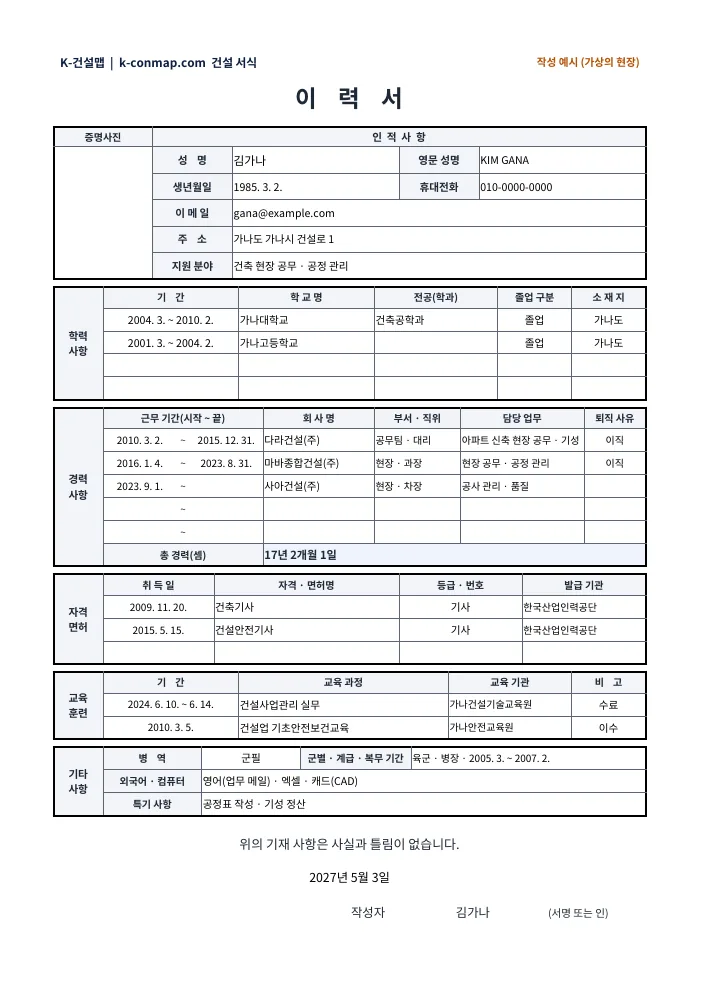 K-건설맵 | k-conmap.com 건설 서식
작성 예시 (가상의 현장)
이 력 서
증명사진 인 적 사 항
성 명 김가나 영문 성명 KIM GANA
생년월일 1985. 3. 2. 휴대전화 010-0000-0000
이 메 일 gana@example.com
주 소 가나도 가나시 건설로 1
지원 분야 건축 현장 공무 · 공정 관리
학력 사항
기 간 학 교 명 전공(학과) 졸업 구분 소 재 지
2004. 3. ~ 2010. 2. 가나대학교 건축공학과 졸업 가나도
2001. 3. ~ 2004. 2. 가나고등학교 졸업 가나도
경력 사항
근무 기간(시작 ~ 끝) 회 사 명 부서 · 직위 담당 업무 퇴직 사유
2010. 3. 2. ~ 2015. 12. 31. 다라건설(주) 공무팀 · 대리 아파트 신축 현장 공무 · 기성 이직
2016. 1. 4. ~ 2023. 8. 31. 마바종합건설(주) 현장 · 과장 현장 공무 · 공정 관리 이직
2023. 9. 1. ~ 사아건설(주) 현장 · 차장 공사 관리 · 품질
~
~
총 경력(셈) 17년 2개월 1일
자격 면허
취 득 일 자격 · 면허명 등급 · 번호 발급 기관
2009. 11. 20. 건축기사 기사 한국산업인력공단
2015. 5. 15. 건설안전기사 기사 한국산업인력공단
교육 훈련
기 간 교육 과정 교육 기관 비 고
2024. 6. 10. ~ 6. 14. 건설사업관리 실무 가나건설기술교육원 수료
2010. 3. 5. 건설업 기초안전보건교육 가나안전교육원 이수
기타 사항
병 역 군필 군별 · 계급 · 복무 기간 육군 · 병장 · 2005. 3. ~ 2007. 2.
외국어 · 컴퓨터 영어(업무 메일) · 엑셀 · 캐드(CAD)
특기 사항 공정표 작성 · 기성 정산
위의 기재 사항은 사실과 틀림이 없습니다.
2027년 5월 3일
작성자 김가나 (서명 또는 인)